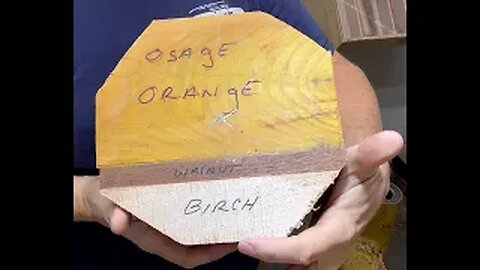 OSAGE
ORANGE
WALNUT
BIRCH